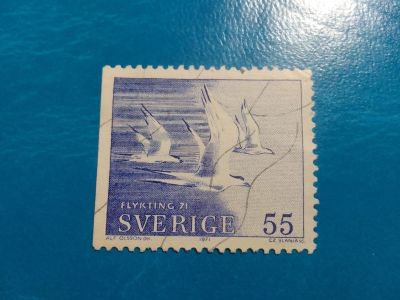 FLYKTING 71
SVERIGE 55
ALF OLSSON DEL. 1971 CZ. SLANIA SC.